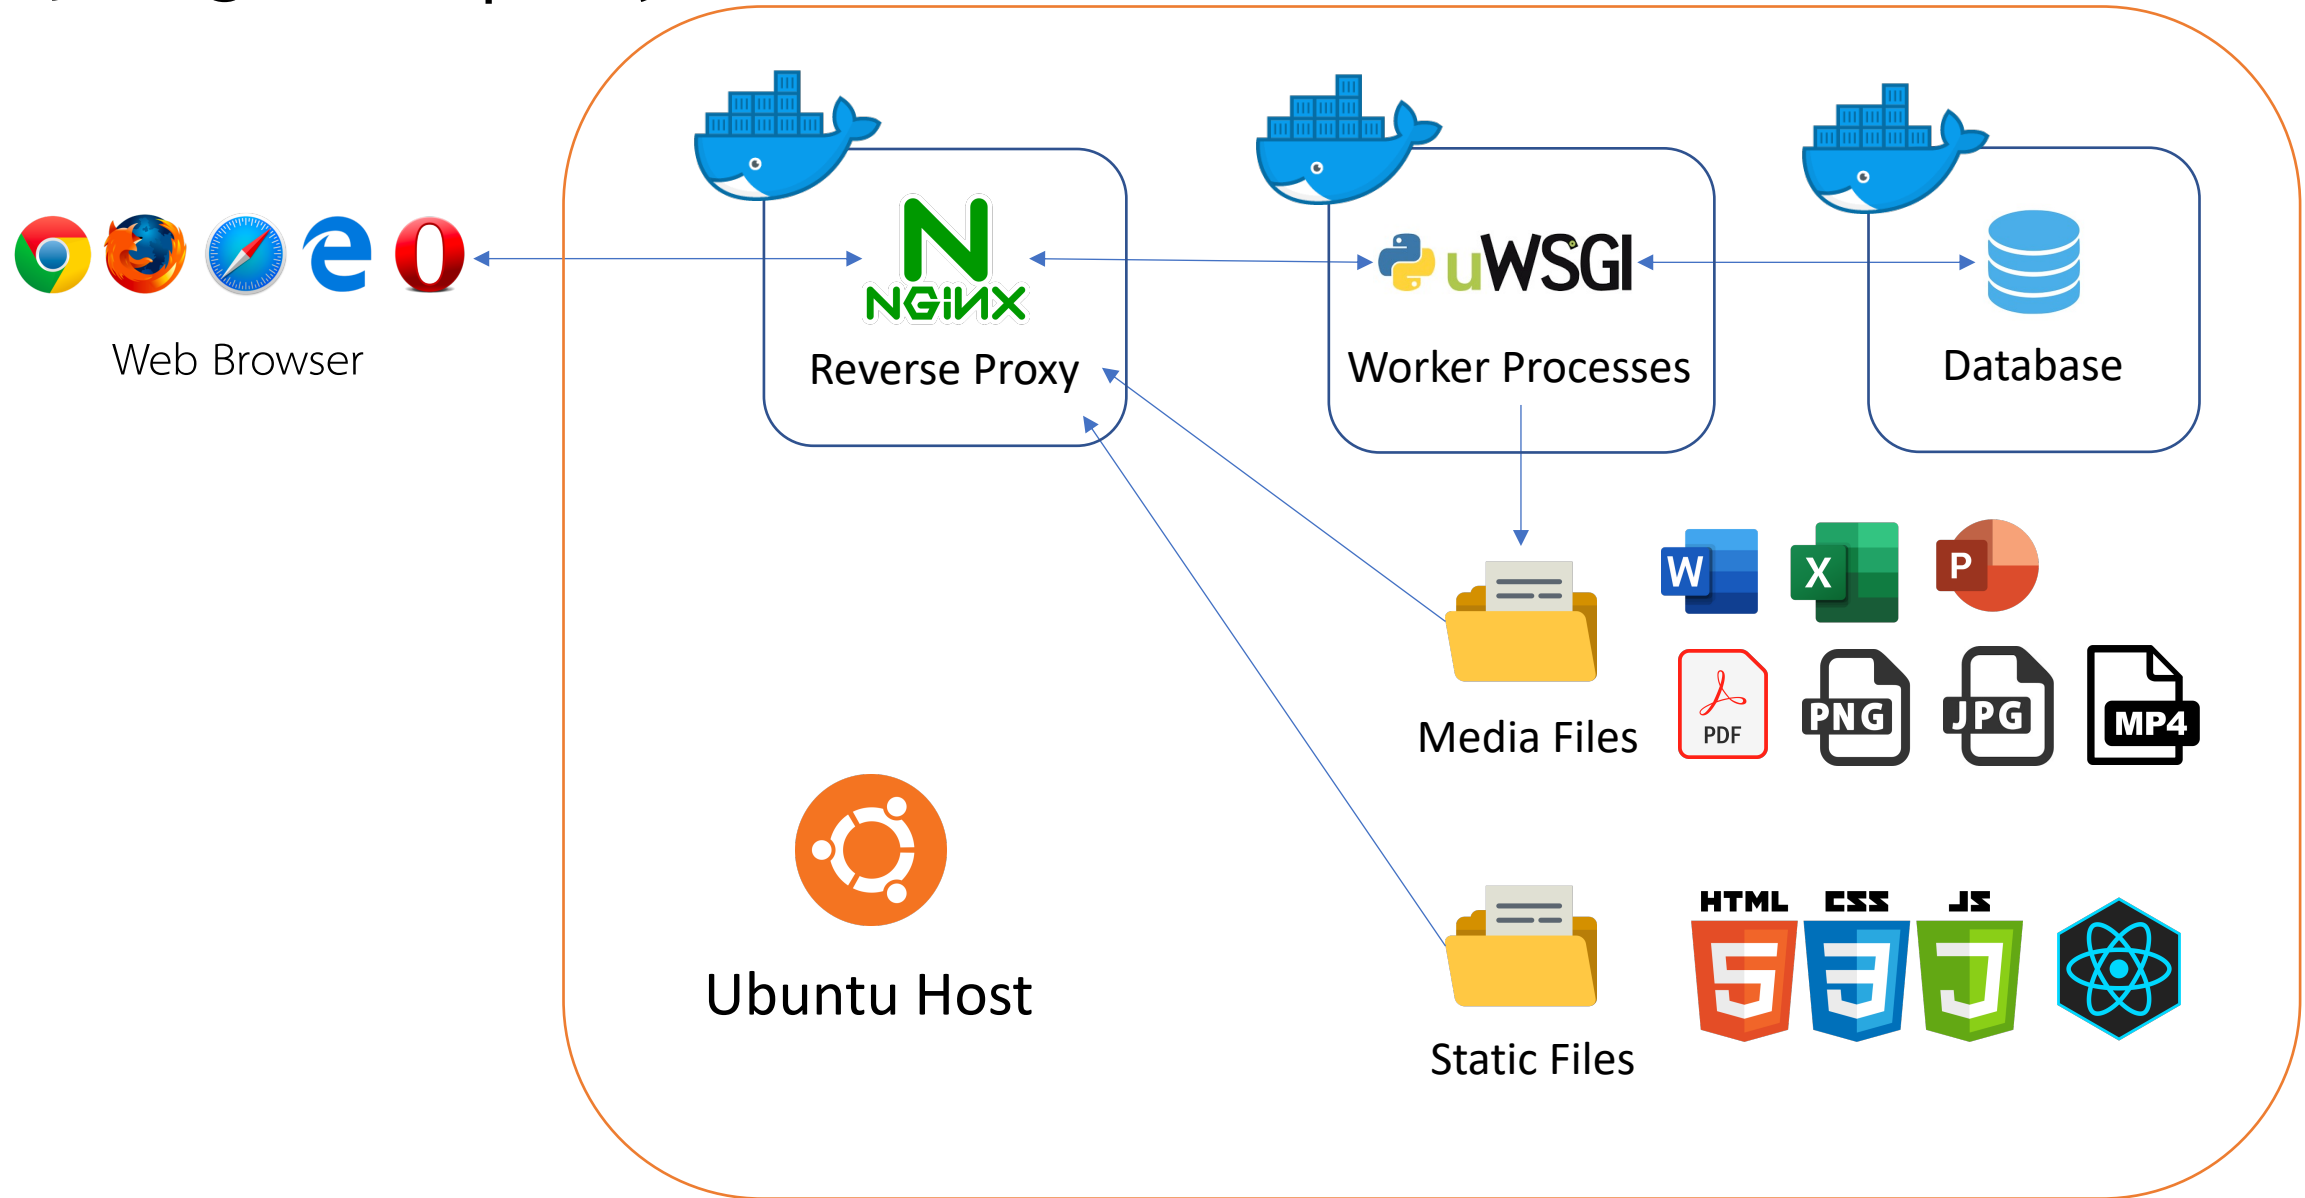 NGINX
uWSGI
Web Browser
Reverse Proxy
Worker Processes
Database
W
X
P
PDF
PNG
JPG
MP4
Media Files
HTML
CSS
JS
Ubuntu Host
Static Files